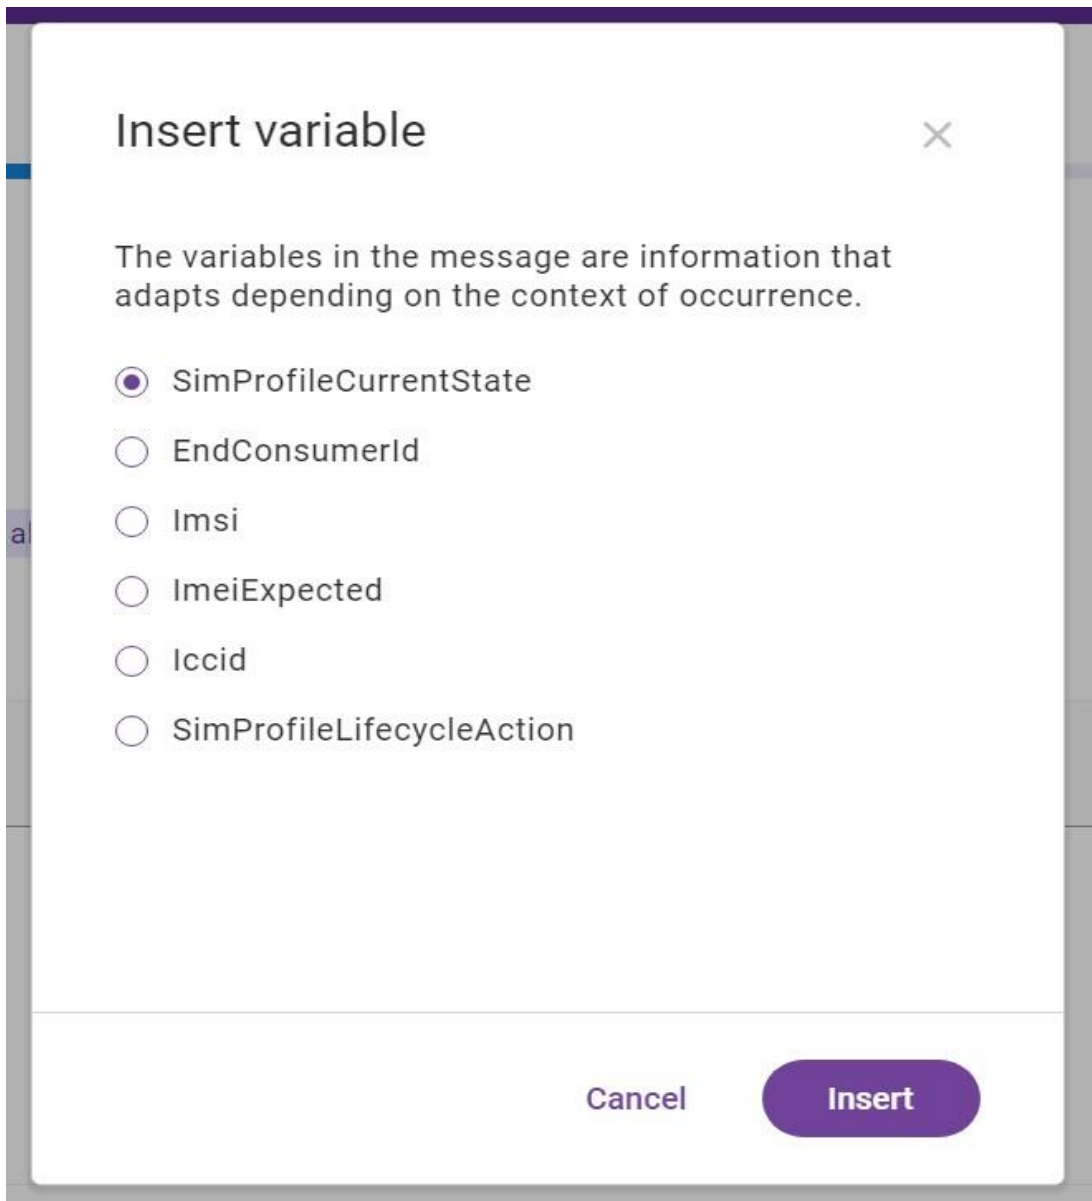 Insert variable
The variables in the message are information that
adapts depending on the context of occurrence.
SimProfileCurrentState
EndConsumerId
Imsi
al
ImeiExpected
Iccid
SimProfileLifecycleAction
Cancel
Insert